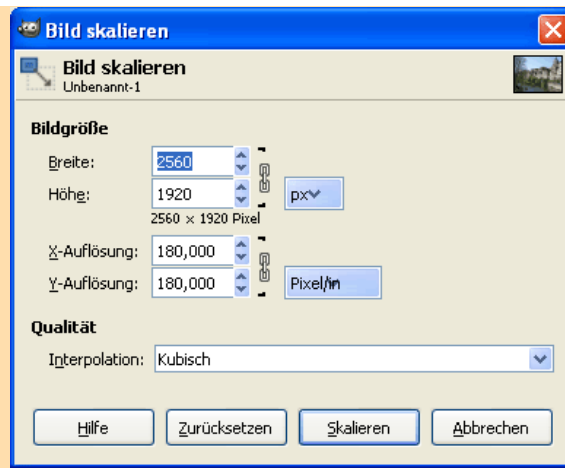 Bild skalieren
Bild skalieren
Unbenannt-1
Bildgröße
Breite: 2560
Höhe: 1920 px
2560 × 1920 Pixel
X-Auflösung: 180,000
Y-Auflösung: 180,000 Pixel/in
Qualität
Interpolation: Kubisch
Hilfe Zurücksetzen Skalieren Abbrechen